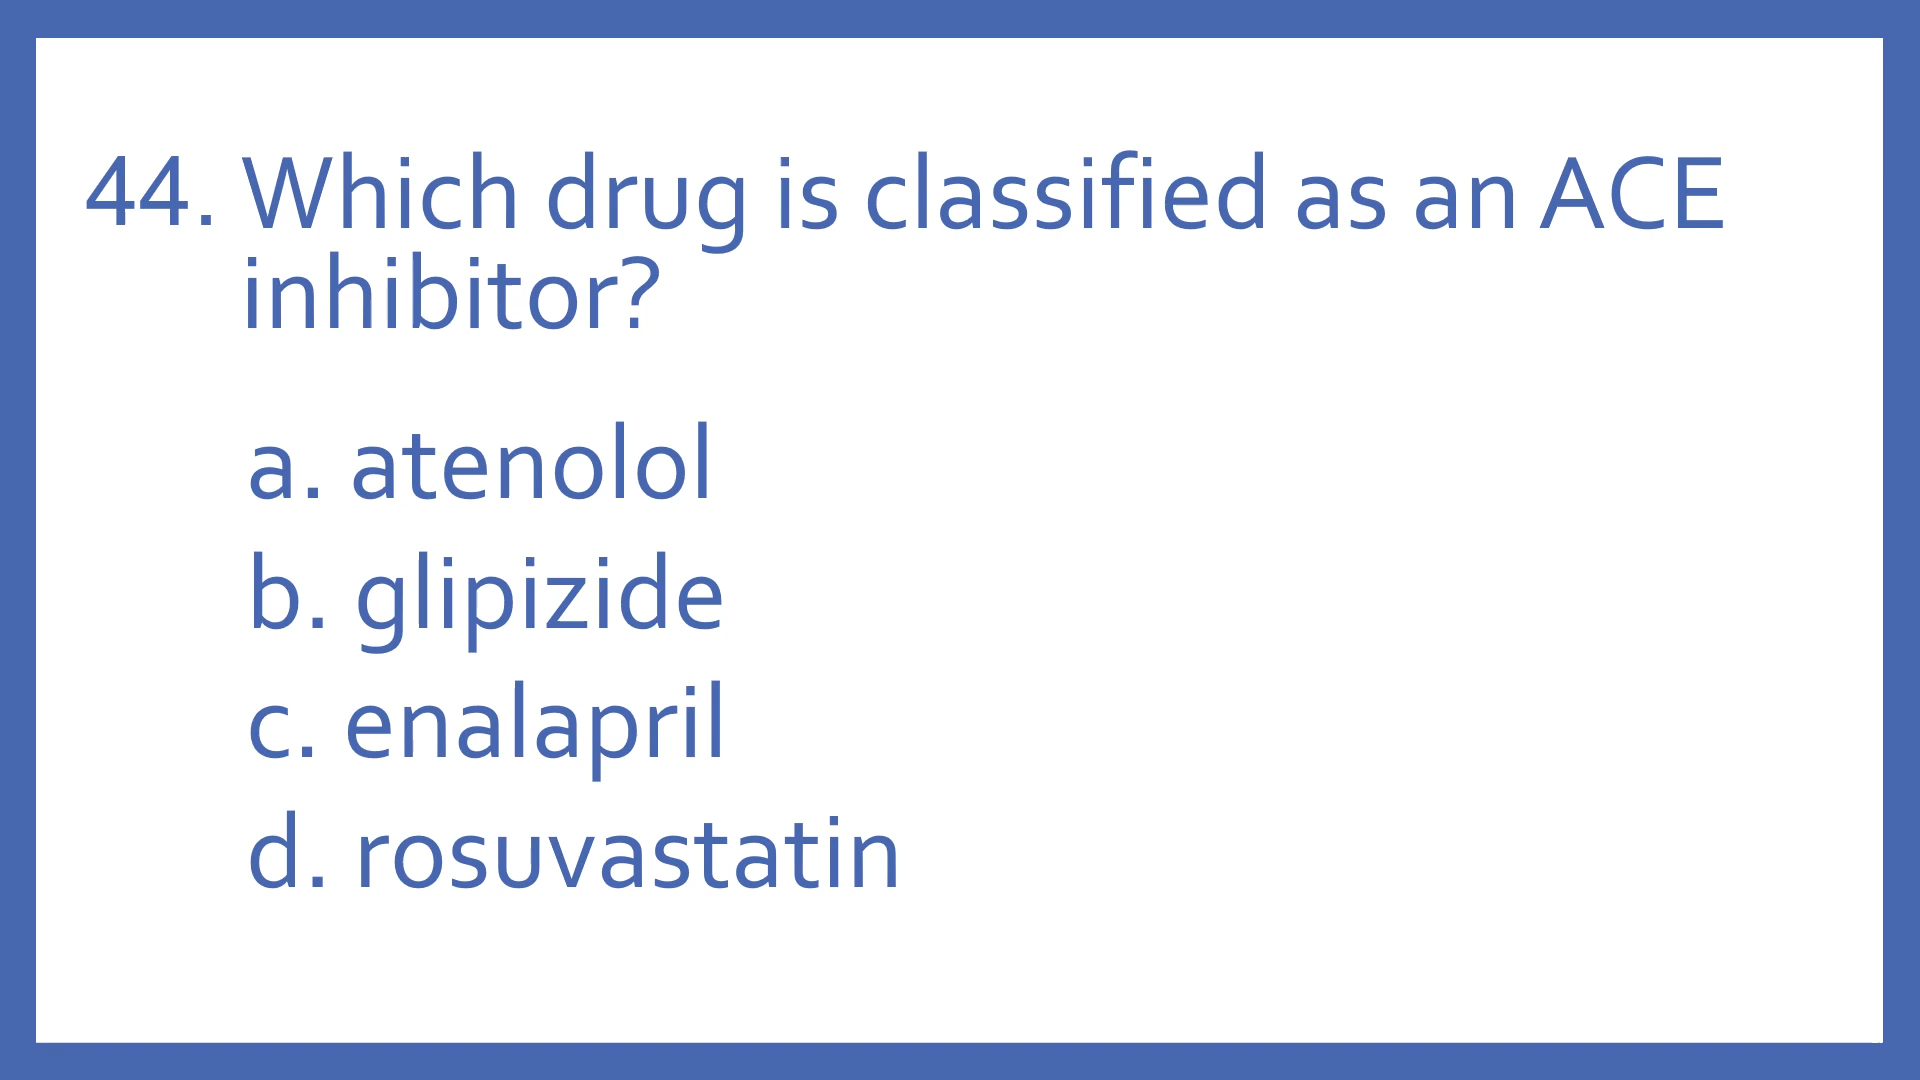 44. Which drug is classified as an ACE
inhibitor?
a. atenolol
b. glipizide
c. enalapril
d. rosuvastatin